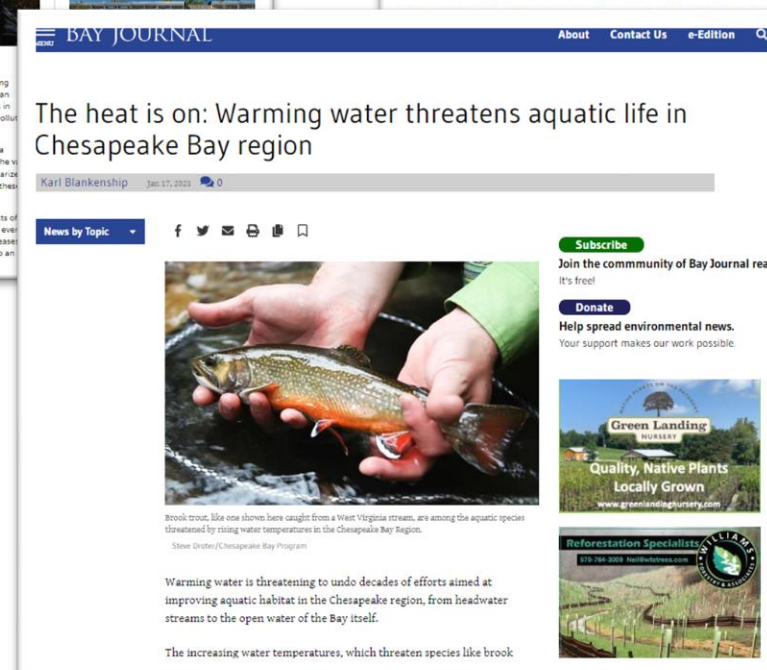 MENU
BAY JOURNAL
About Contact Us e-Edition
The heat is on: Warming water threatens aquatic life in
Chesapeake Bay region
Karl Blankenship
0
News by Topic
Subscribe
Join the commmunity of Bay Journal rea
It's free!
Donate
Help spread environmental news.
Your support makes our work possible.
Green Landing
NURSERY
Quality, Native Plants
Locally Grown
www.greenlandingnursery.com
Brook trout, like one shown here caught from a West Virginia stream, are among the aquatic species
threatened by rising water temperatures in the Chesapeake Bay Region.
Steve Droter/Chesapeake Bay Program
Reforestation Specialists
WILLIAMS
FORESTRY & ASSOCIATES
Warming water is threatening to undo decades of efforts aimed at
improving aquatic habitat in the Chesapeake region, from headwater
streams to the open water of the Bay itself.
The increasing water temperatures, which threaten species like brook